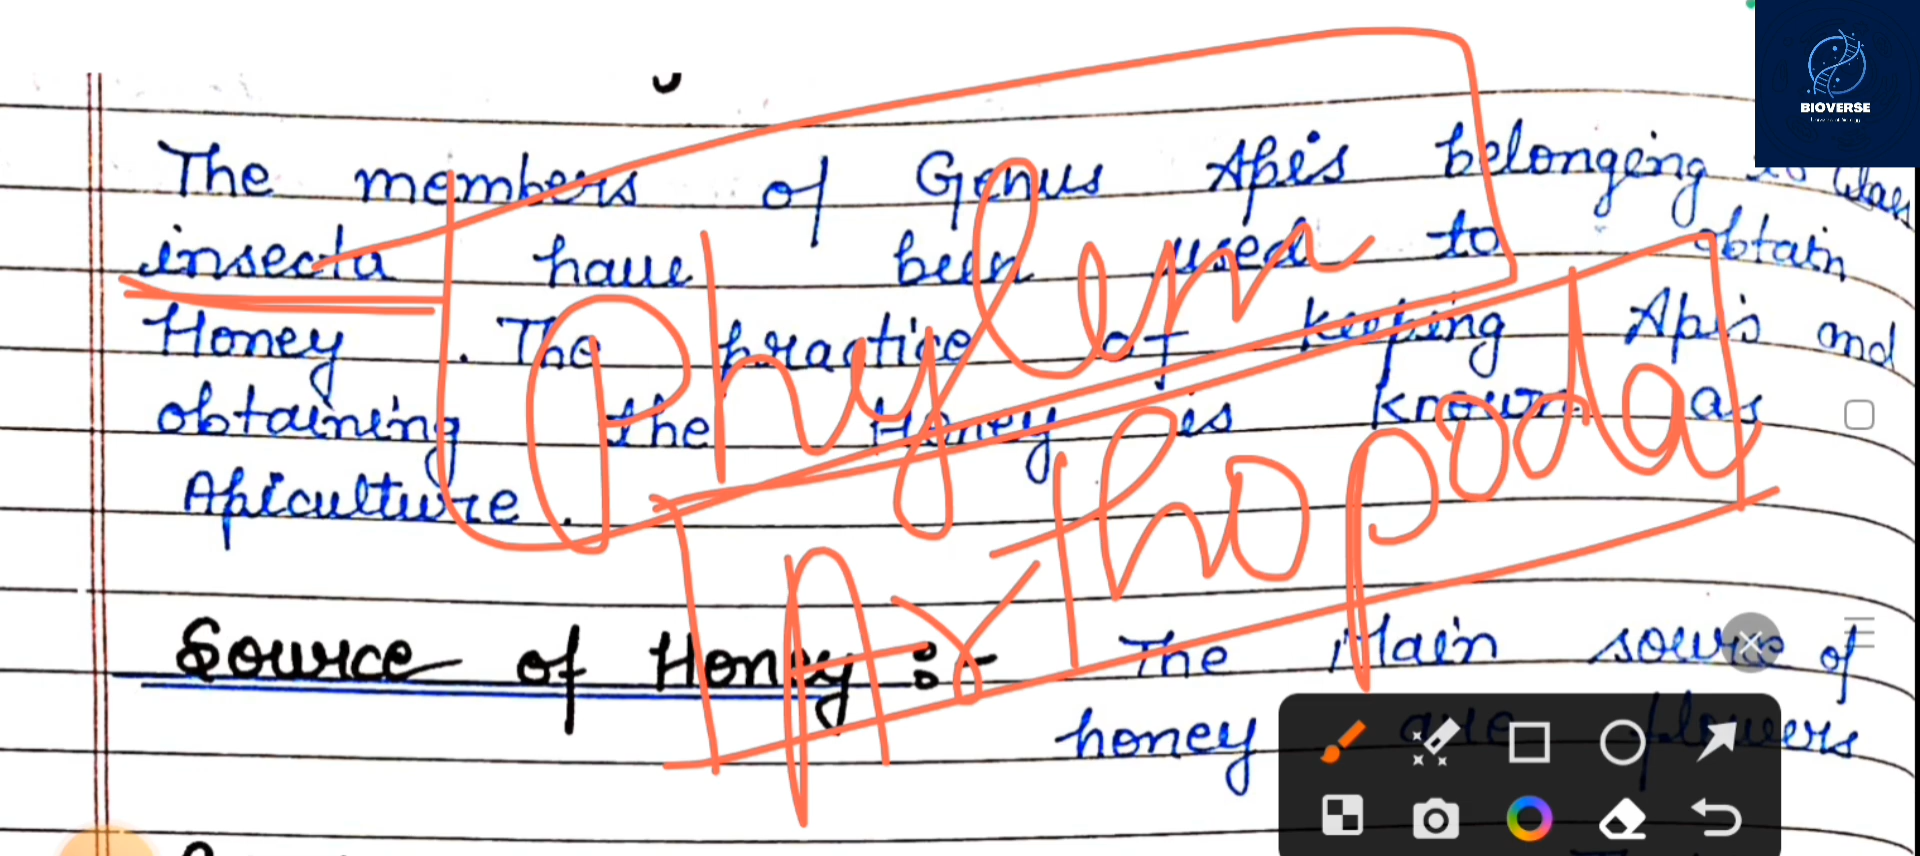 BIOVERSE
The members of Genus Apis belonging to Class
insecta have been used to obtain
Honey . The practice of keeping Apis and
obtaining the Honey is known as
Apiculture .
Phylem
Arthopoda
Source of Honey :- The Main source of
honey are flowers